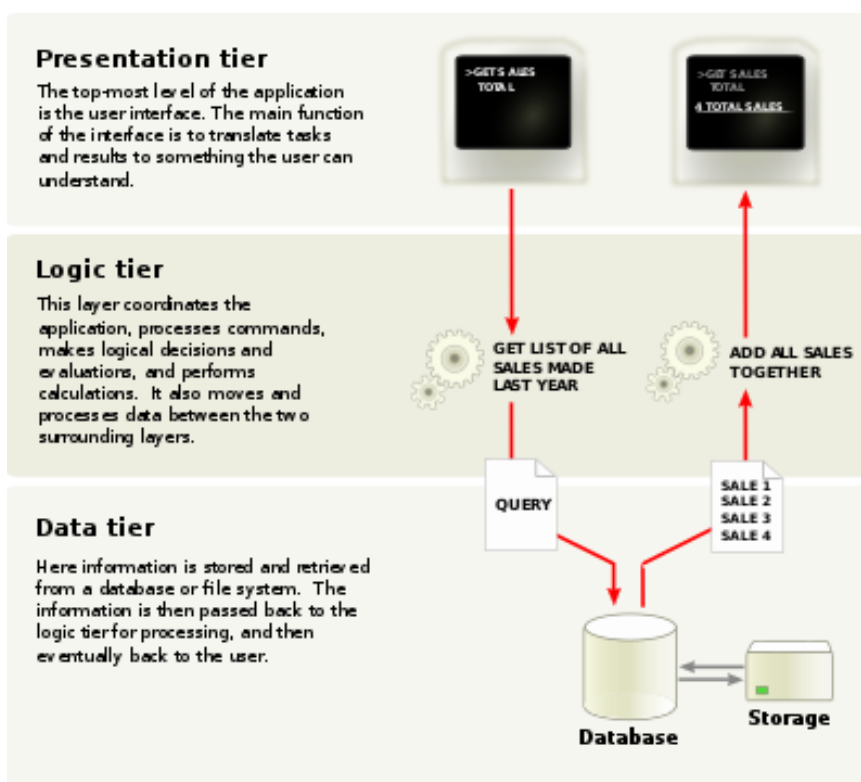 Presentation tier
The top-most level of the application
is the user interface. The main function
of the interface is to translate tasks
and results to something the user can
understand.
>GET SALES
TOTAL
>GET SALES
TOTAL
4 TOTAL SALES
Logic tier
This layer coordinates the
application, processes commands,
makes logical decisions and
evaluations, and performs
calculations. It also moves and
processes data between the two
surrounding layers.
GET LIST OF ALL
SALES MADE
LAST YEAR
ADD ALL SALES
TOGETHER
QUERY
SALE 1
SALE 2
SALE 3
SALE 4
Data tier
Here information is stored and retrieved
from a database or file system. The
information is then passed back to the
logic tier for processing, and then
eventually back to the user.
Database
Storage